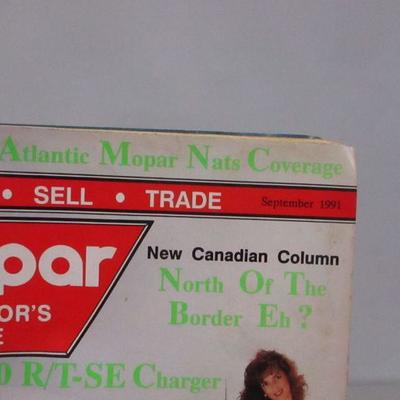 Atlantic Mopar Nats Coverage
• SELL • TRADE September 1991
par
New Canadian Column
North Of The
Border Eh ?
OR'S
E
0 R/T-SE Charger